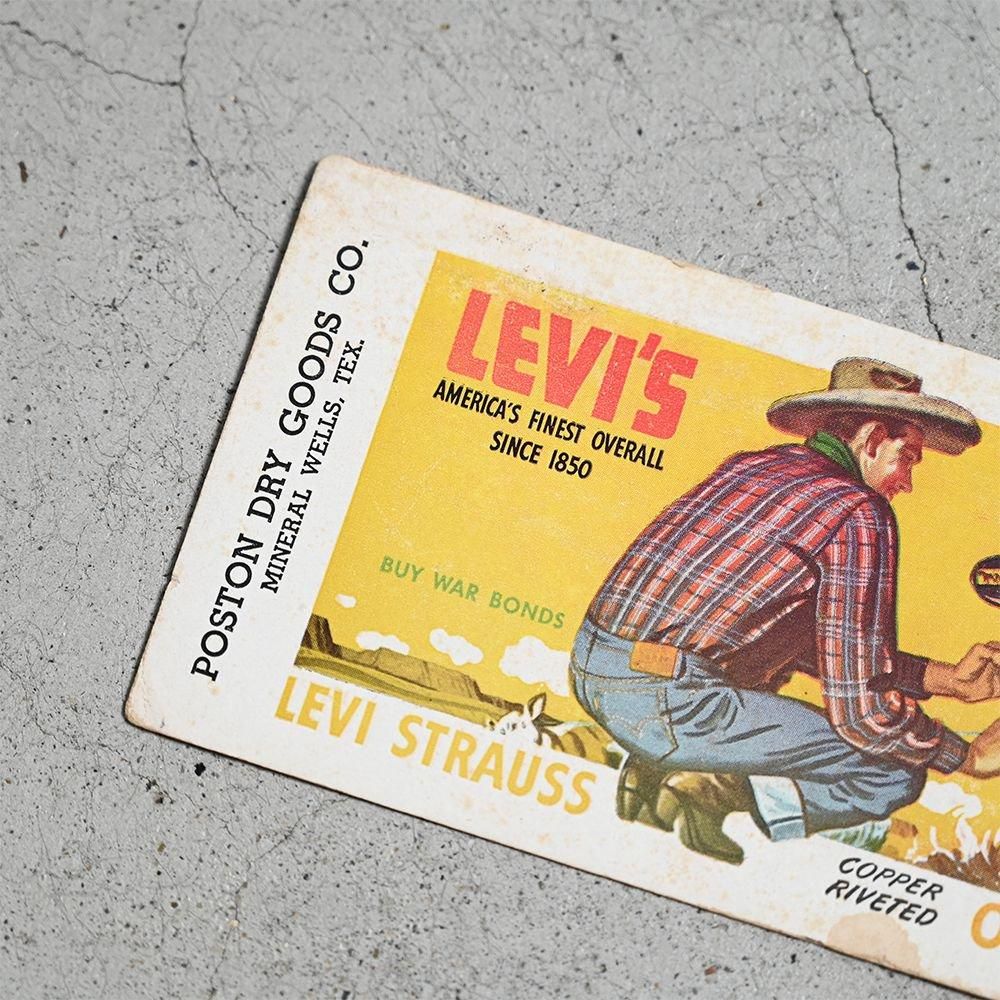 POSTON DRY GOODS CO.
MINERAL WELLS, TEX.
LEVI'S
AMERICA'S FINEST OVERALL
SINCE 1850
BUY WAR BONDS
LEVI STRAUSS
COPPER
RIVETED
O